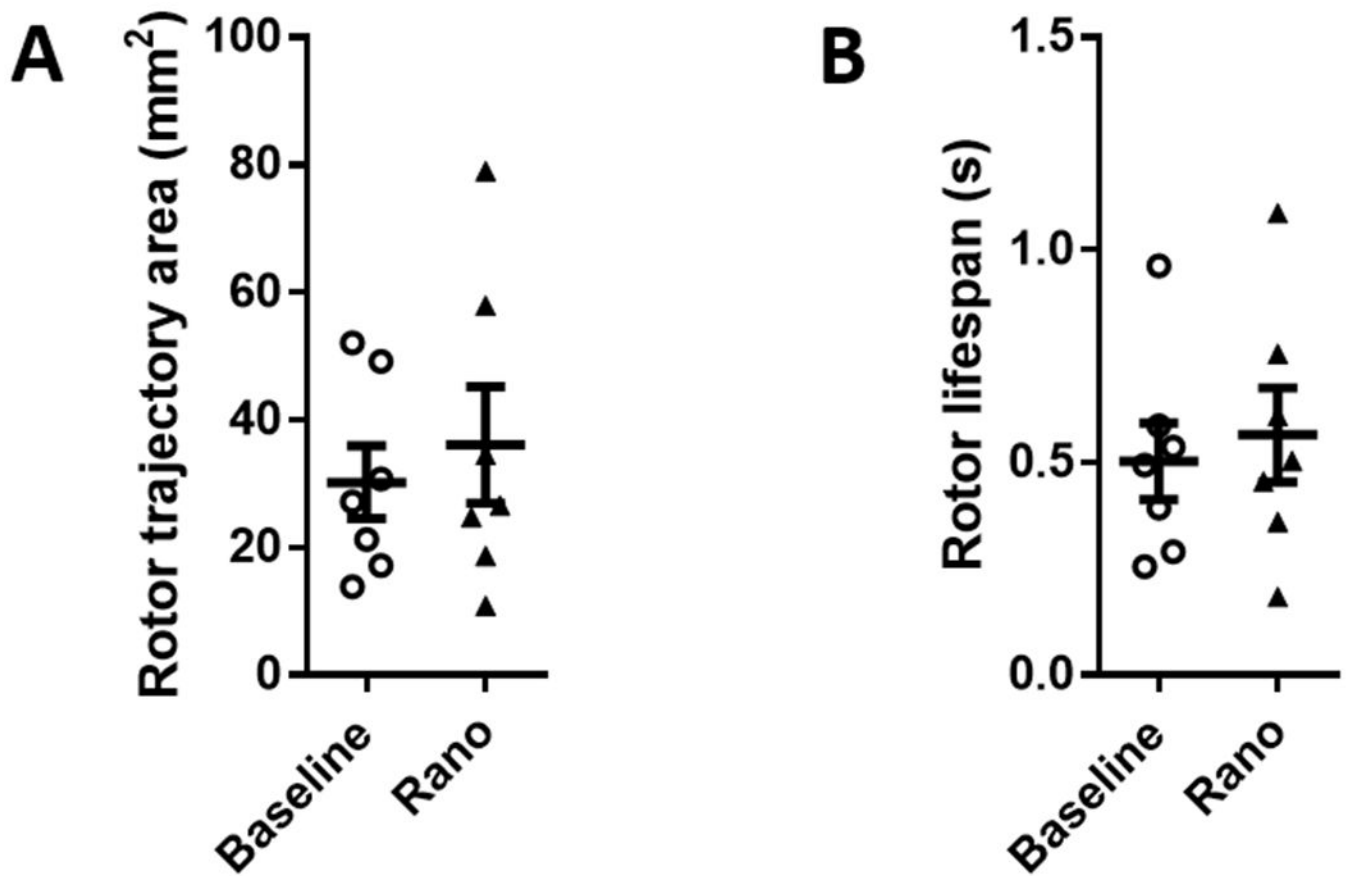 A
Rotor trajectory area (mm²)
100
80
60
40
20
0
Baseline
Rano
B
Rotor lifespan (s)
1.5
1.0
0.5
0.0
Baseline
Rano